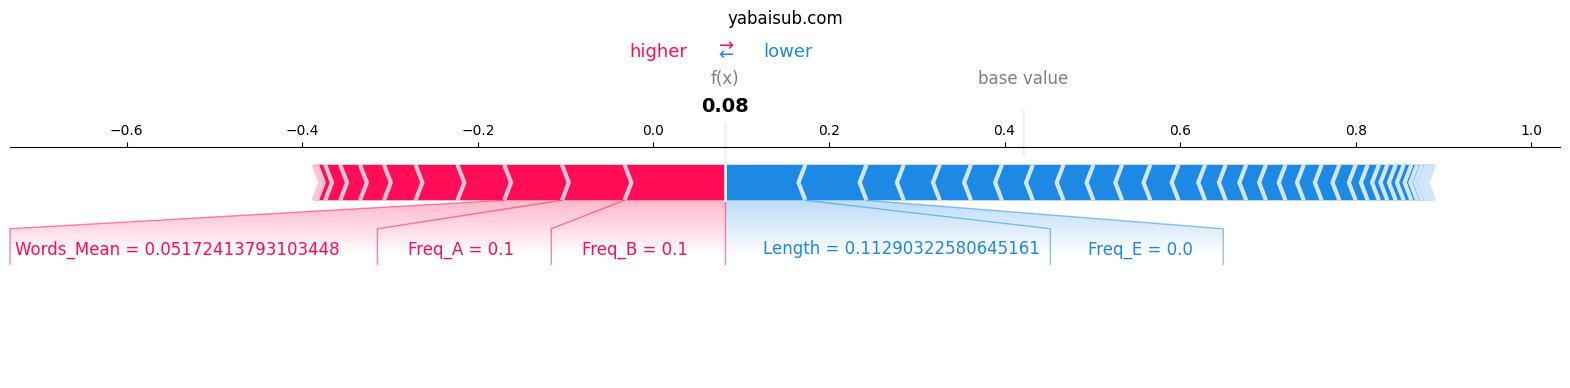 yabaisub.com
higher → lower
←
f(x) base value
0.08
−0.6 −0.4 −0.2 0.0 0.2 0.4 0.6 0.8 1.0
Words_Mean = 0.05172413793103448 Freq_A = 0.1 Freq_B = 0.1 Length = 0.11290322580645161 Freq_E = 0.0